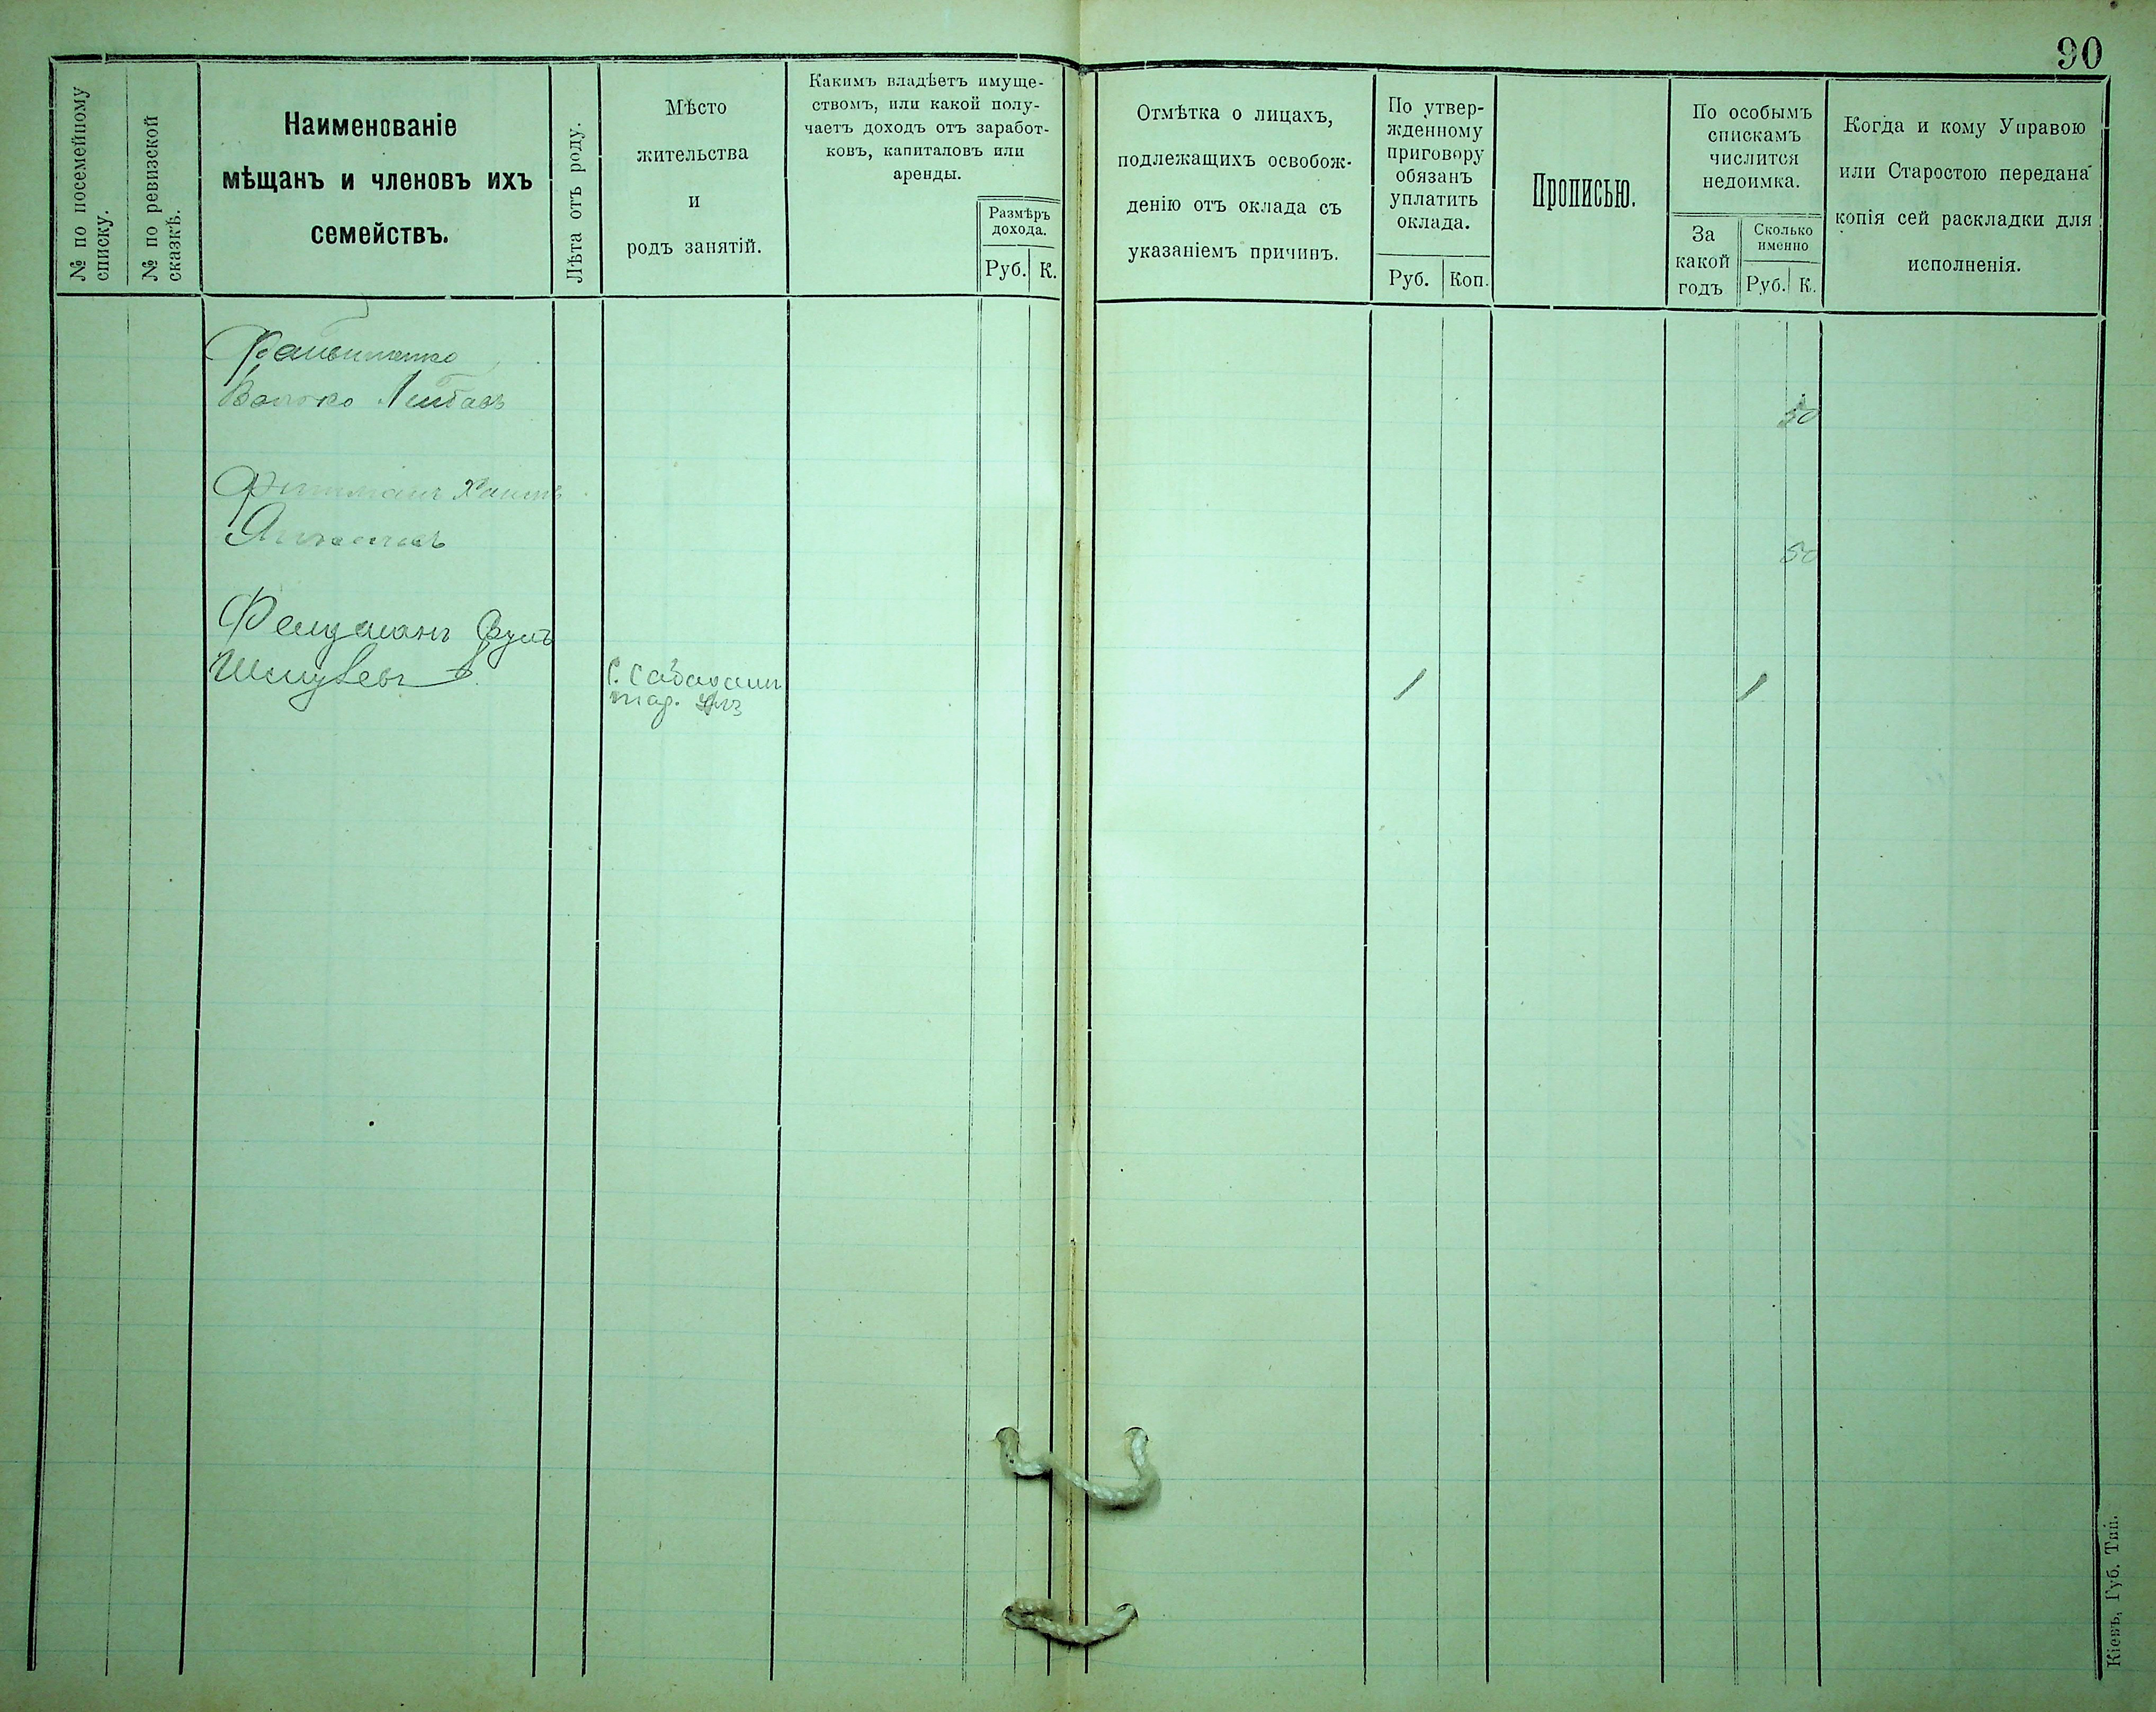 90
№ по посемейному
списку.
№ по ревизской
сказкѣ.
Наименованіе
мѣщанъ и членовъ ихъ
семействъ.
Лѣта отъ роду.
Мѣсто
жительства
и
родъ занятій.
Какимъ владѣетъ имуще-
ствомъ, или какой полу-
чаетъ доходъ отъ заработ-
ковъ, капиталовъ или
аренды.
Размѣръ
дохода.
Руб. К.
Отмѣтка о лицахъ,
подлежащихъ освобож-
денію отъ оклада съ
указаніемъ причинъ.
По утвер-
жденному
приговору
обязанъ
уплатить
оклада.
Руб. Коп.
Прописью.
По особымъ
спискамъ
числится
недоимка.
За
какой
годъ
Сколько
именно
Руб. К.
Когда и кому Управою
или Старостою передана
копія сей раскладки для
исполненія.
50
Хаимъ
50
Фелдманъ
Шмулевъ
1 1
Кіевъ, Губ. Тип.